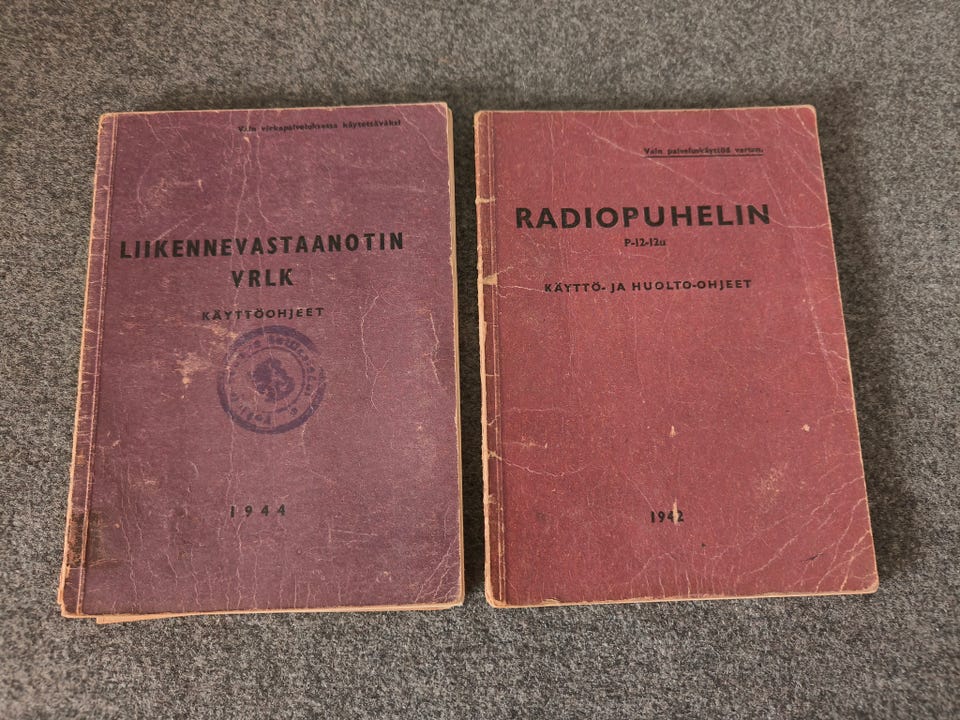 Vain virkapalveluksessa käytettäväksi
LIIKENNEVASTAANOTIN
VRLK
KÄYTTÖOHJEET
1944
Vain palveluskäyttöä varten.
RADIOPUHELIN
P-12-12a
KÄYTTÖ- JA HUOLTO-OHJEET
1942